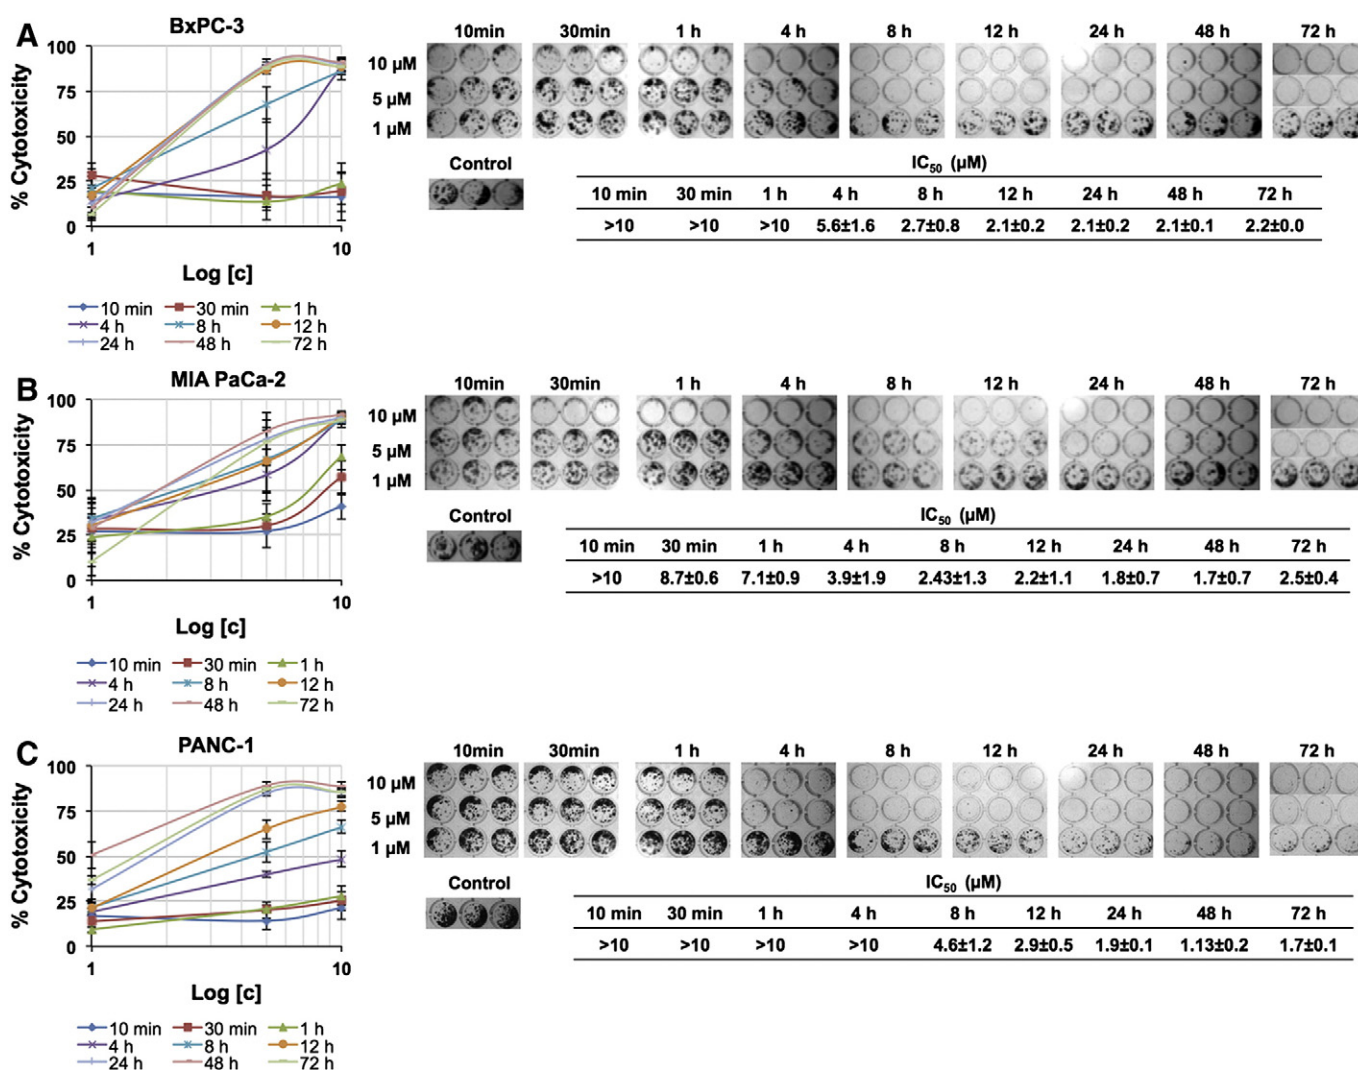 A
BxPC-3
100
75
50
25
0
% Cytotoxicity
1 10
Log [c]
10 min 30 min 1 h
4 h 8 h 12 h
24 h 48 h 72 h
10min 30min 1 h 4 h 8 h 12 h 24 h 48 h 72 h
10 µM
5 µM
1 µM
Control
IC50 (µM)
10 min 30 min 1 h 4 h 8 h 12 h 24 h 48 h 72 h
>10 >10 >10 5.6±1.6 2.7±0.8 2.1±0.2 2.1±0.2 2.1±0.1 2.2±0.0
B
MIA PaCa-2
100
75
50
25
0
% Cytotoxicity
1 10
Log [c]
10 min 30 min 1 h
4 h 8 h 12 h
24 h 48 h 72 h
10min 30min 1 h 4 h 8 h 12 h 24 h 48 h 72 h
10 µM
5 µM
1 µM
Control
IC50 (µM)
10 min 30 min 1 h 4 h 8 h 12 h 24 h 48 h 72 h
>10 8.7±0.6 7.1±0.9 3.9±1.9 2.43±1.3 2.2±1.1 1.8±0.7 1.7±0.7 2.5±0.4
C
PANC-1
100
75
50
25
0
% Cytotoxicity
1 10
Log [c]
10 min 30 min 1 h
4 h 8 h 12 h
24 h 48 h 72 h
10min 30min 1 h 4 h 8 h 12 h 24 h 48 h 72 h
10 µM
5 µM
1 µM
Control
IC50 (µM)
10 min 30 min 1 h 4 h 8 h 12 h 24 h 48 h 72 h
>10 >10 >10 >10 4.6±1.2 2.9±0.5 1.9±0.1 1.13±0.2 1.7±0.1